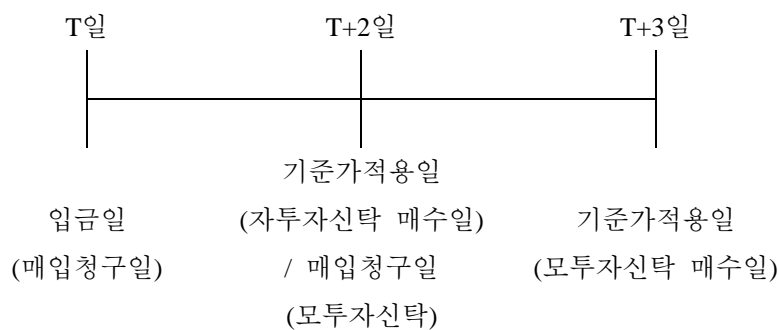 T일 T+2일 T+3일
기준가적용일
입금일 (자투자신탁 매수일) 기준가적용일
(매입청구일) / 매입청구일 (모투자신탁 매수일)
(모투자신탁)